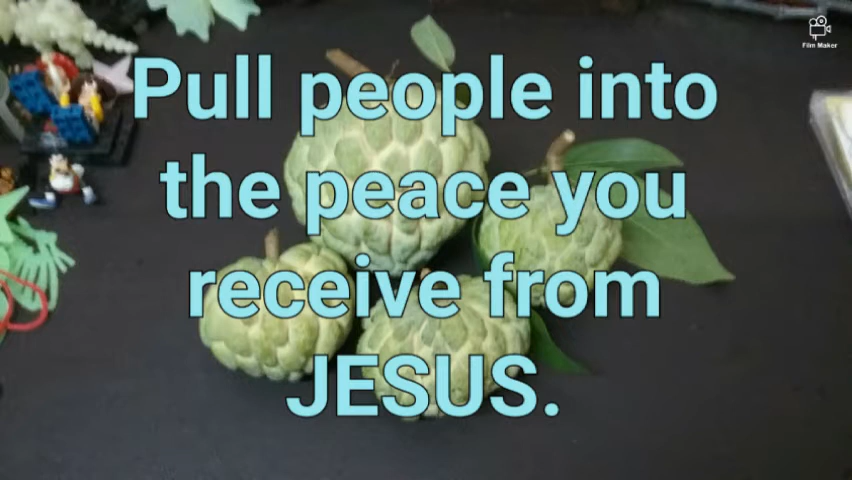 Film Maker
Pull people into
the peace you
receive from
JESUS.